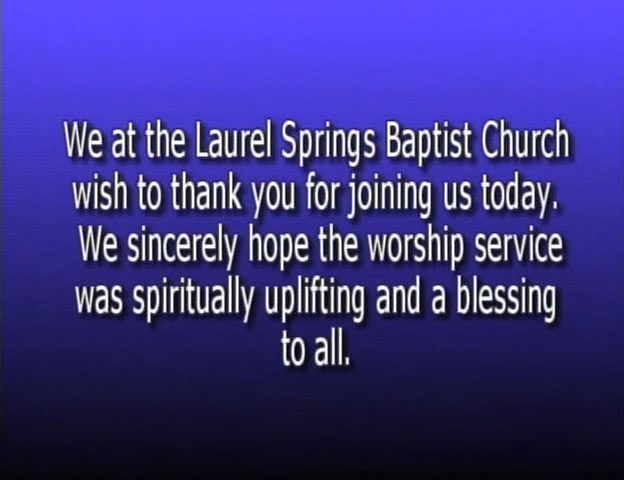 We at the Laurel Springs Baptist Church
wish to thank you for joining us today.
We sincerely hope the worship service
was spiritually uplifting and a blessing
to all.